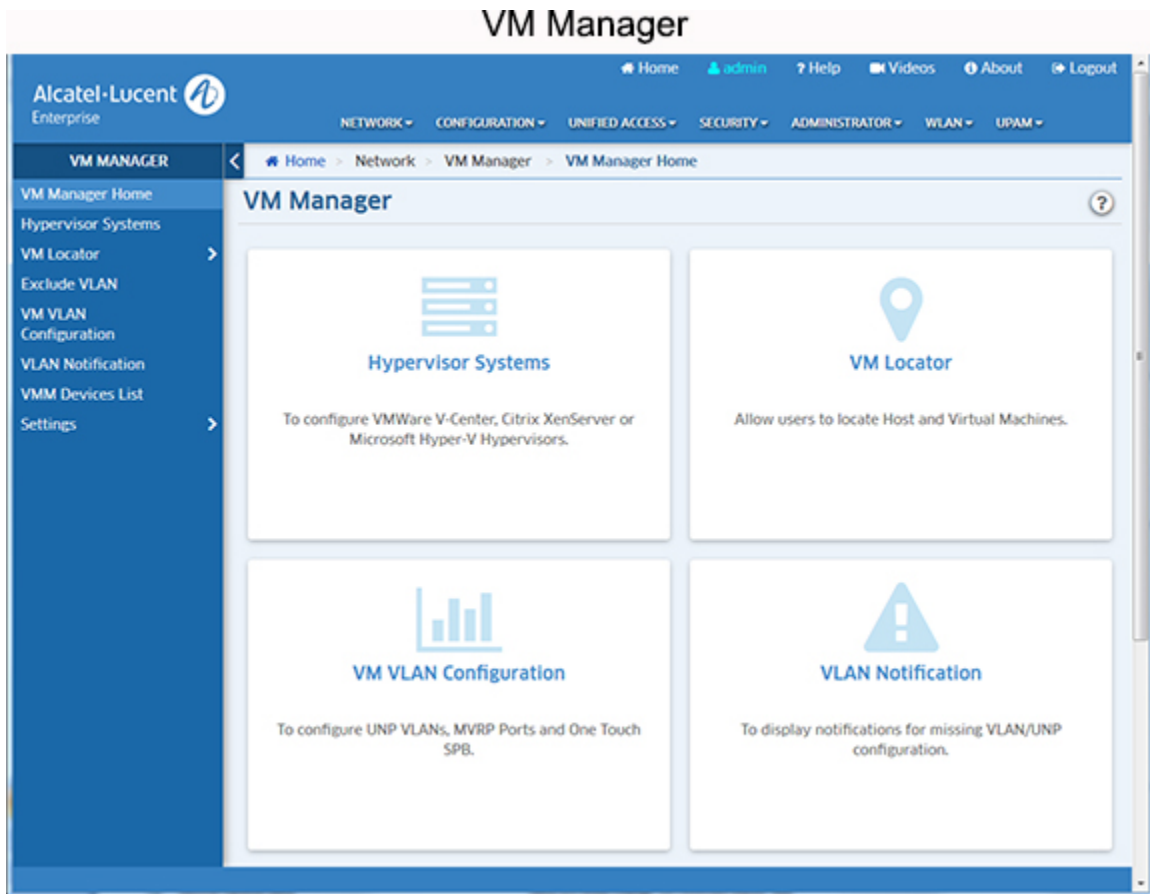 VM Manager
Home admin ? Help Videos About Logout
Alcatel·Lucent
Enterprise
NETWORK CONFIGURATION UNIFIED ACCESS SECURITY ADMINISTRATOR WLAN UPAM
VM MANAGER
Home > Network > VM Manager > VM Manager Home
VM Manager Home
Hypervisor Systems
VM Locator
Exclude VLAN
VM VLAN
Configuration
VLAN Notification
VMM Devices List
Settings
VM Manager
?
Hypervisor Systems
To configure VMWare V-Center, Citrix XenServer or
Microsoft Hyper-V Hypervisors.
VM Locator
Allow users to locate Host and Virtual Machines.
VM VLAN Configuration
To configure UNP VLANs, MVRP Ports and One Touch
SPB.
VLAN Notification
To display notifications for missing VLAN/UNP
configuration.